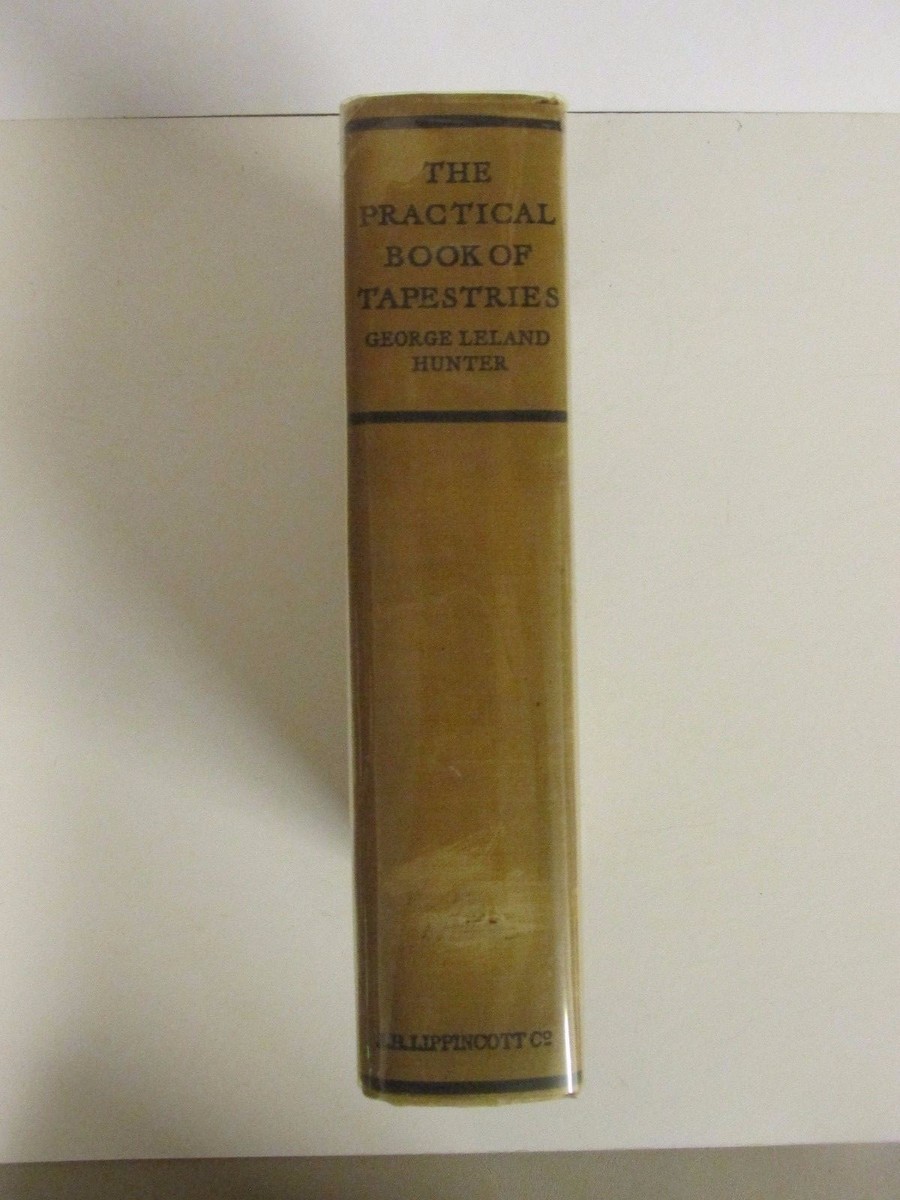 THE
PRACTICAL
BOOK OF
TAPESTRIES
GEORGE LELAND
HUNTER
J.B. LIPPINCOTT Cº